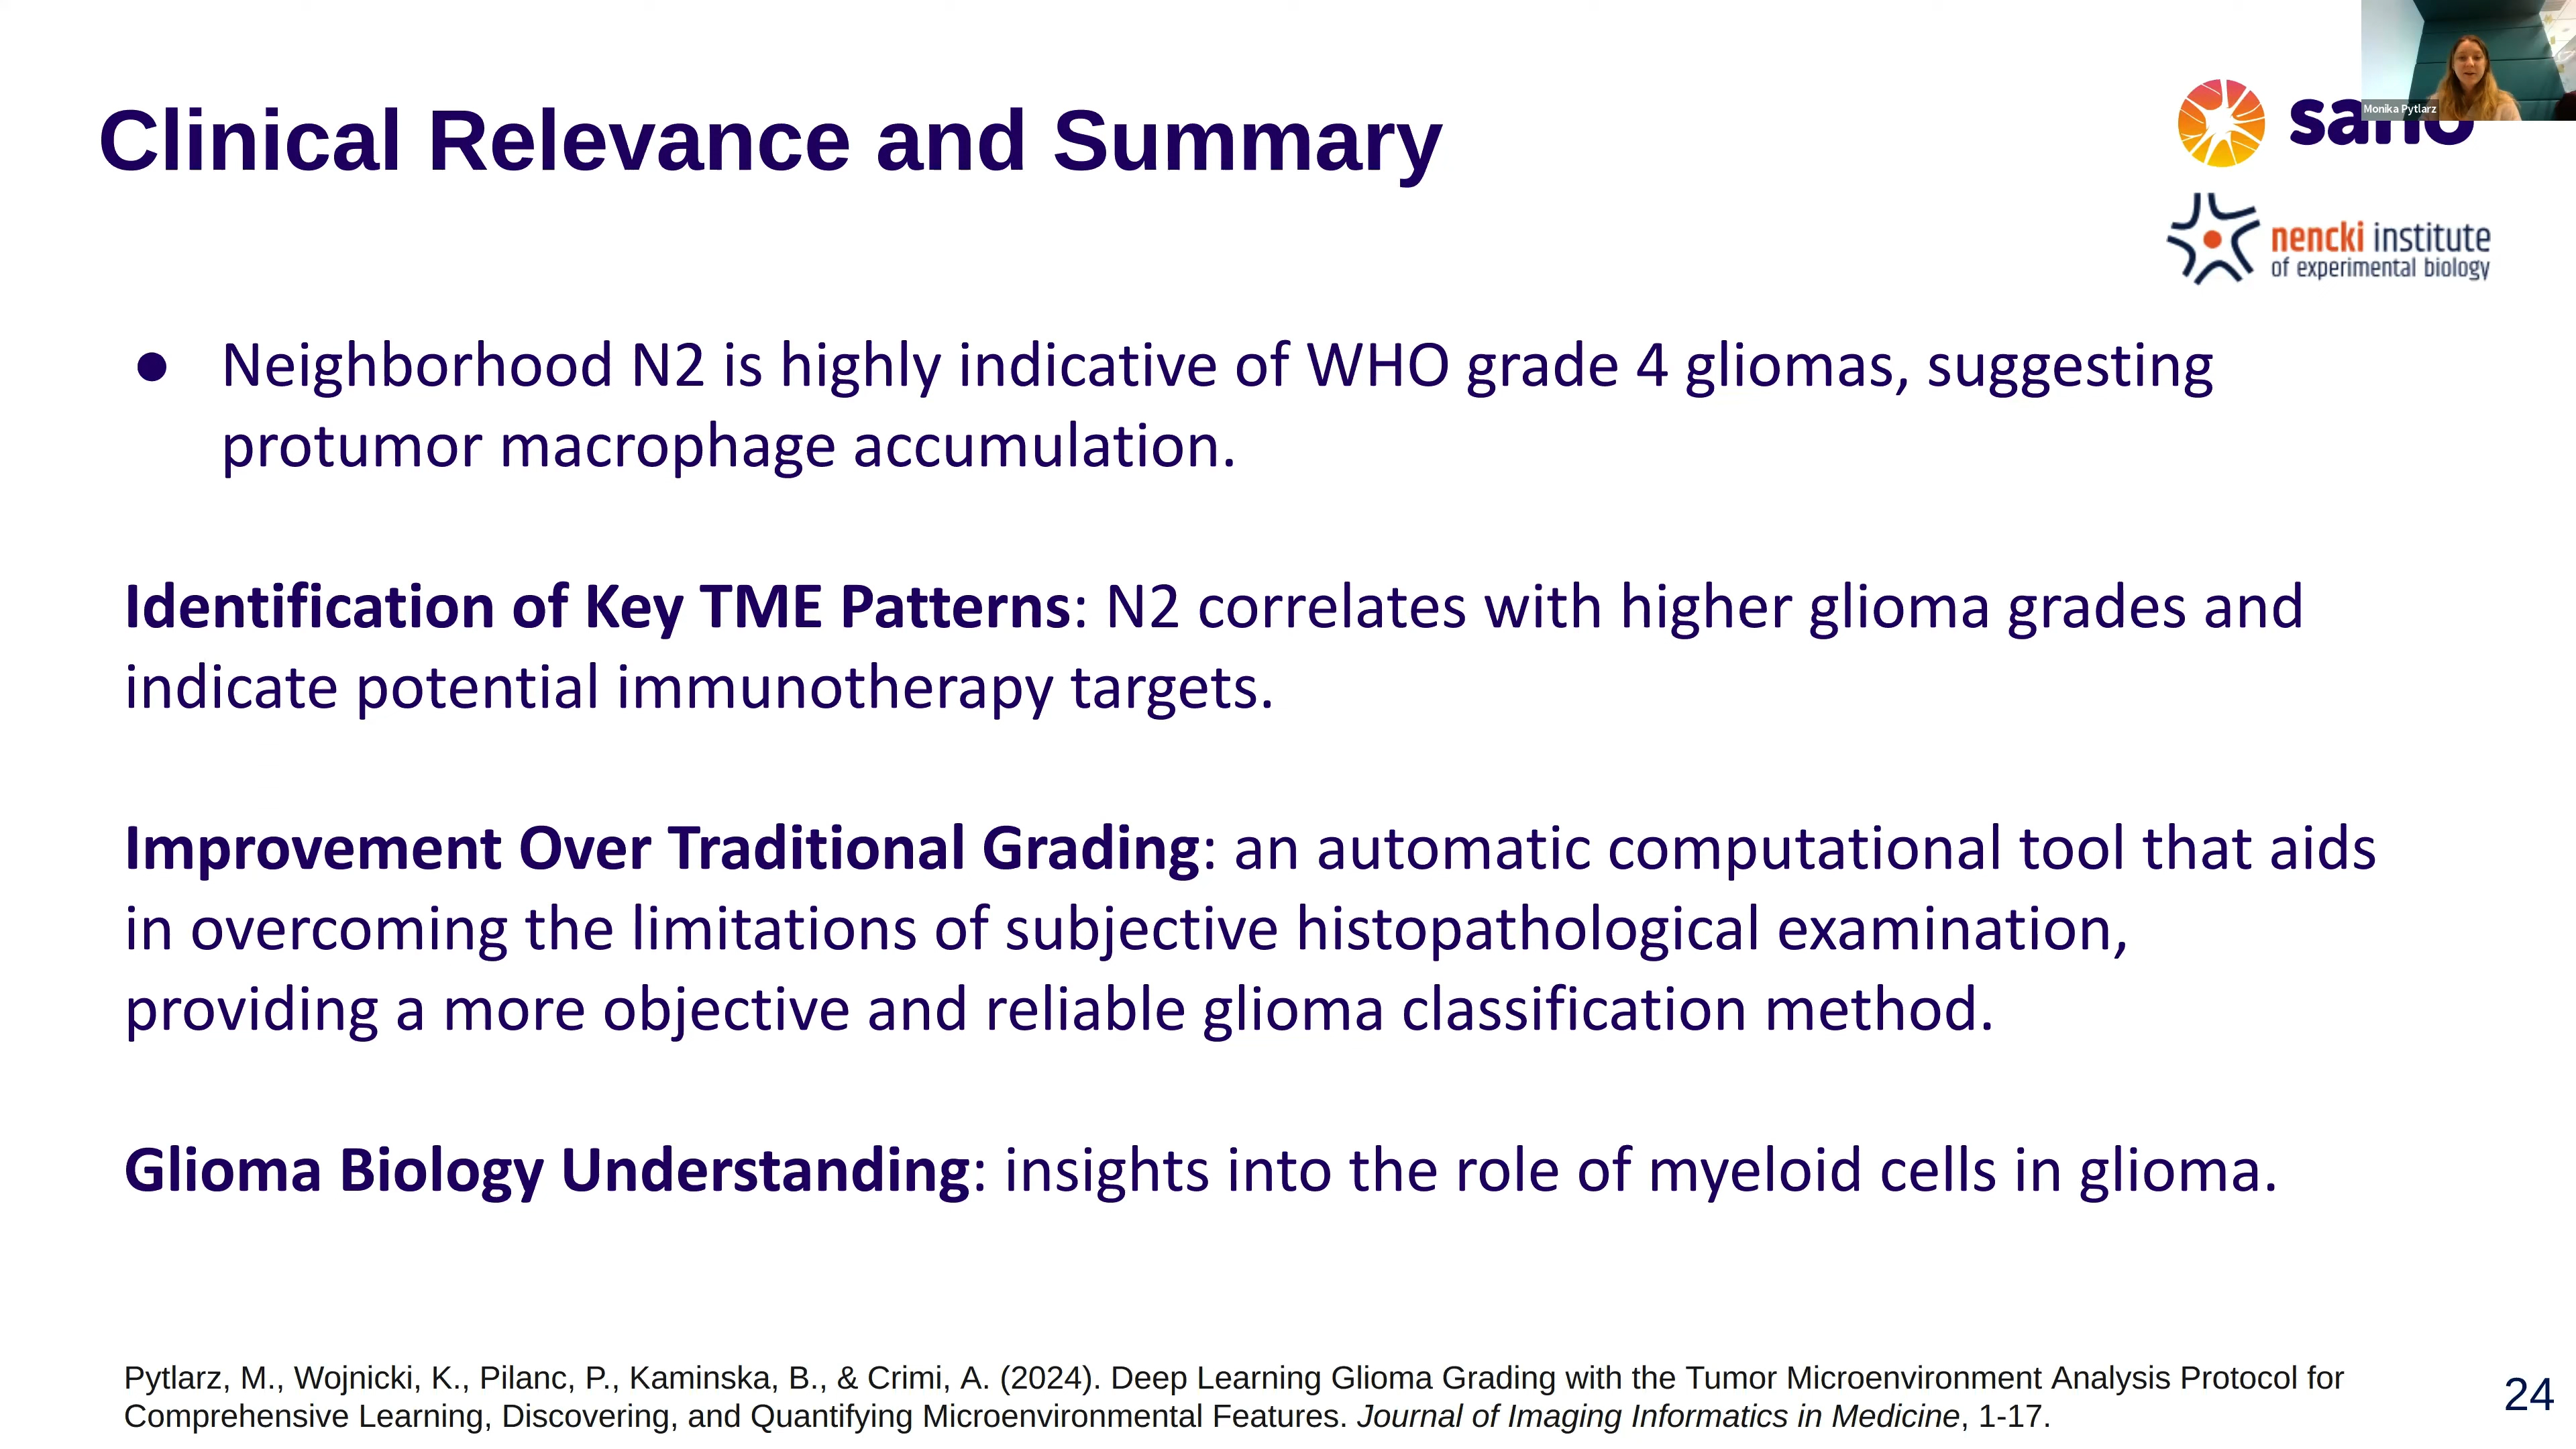 Monika Pytlarz
Clinical Relevance and Summary
nencki institute
of experimental biology
● Neighborhood N2 is highly indicative of WHO grade 4 gliomas, suggesting
protumor macrophage accumulation.
Identification of Key TME Patterns: N2 correlates with higher glioma grades and
indicate potential immunotherapy targets.
Improvement Over Traditional Grading: an automatic computational tool that aids
in overcoming the limitations of subjective histopathological examination,
providing a more objective and reliable glioma classification method.
Glioma Biology Understanding: insights into the role of myeloid cells in glioma.
Pytlarz, M., Wojnicki, K., Pilanc, P., Kaminska, B., & Crimi, A. (2024). Deep Learning Glioma Grading with the Tumor Microenvironment Analysis Protocol for
Comprehensive Learning, Discovering, and Quantifying Microenvironmental Features. Journal of Imaging Informatics in Medicine, 1-17.
24